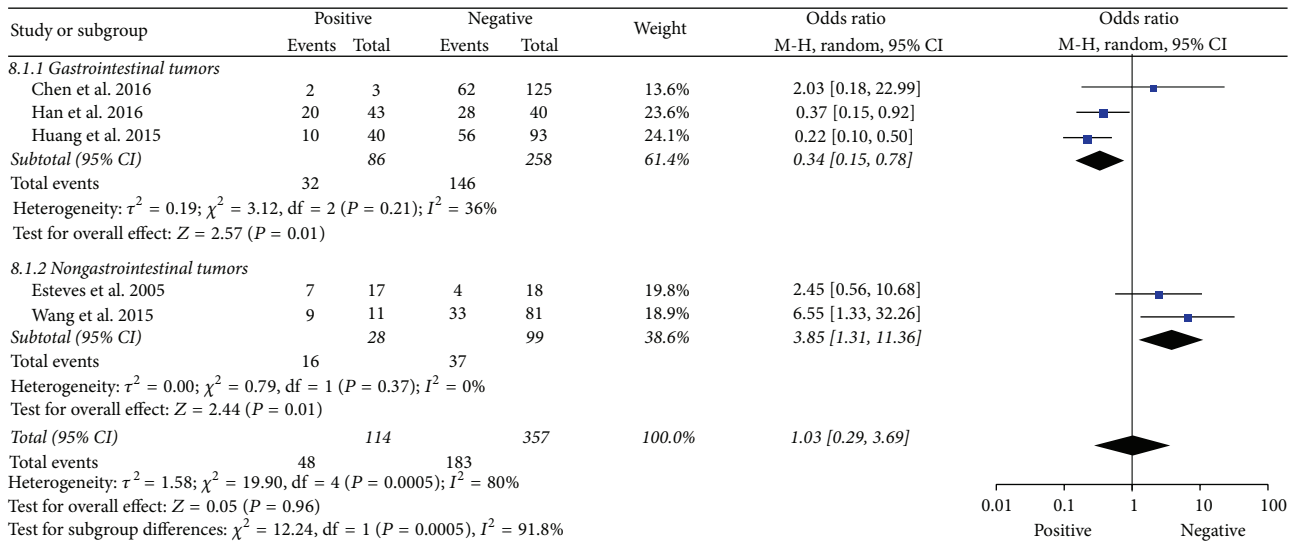 Study or subgroup Positive Negative Weight Odds ratio Odds ratio
Events Total Events Total M-H, random, 95% CI M-H, random, 95% CI
8.1.1 Gastrointestinal tumors
Chen et al. 2016 2 3 62 125 13.6% 2.03 [0.18, 22.99]
Han et al. 2016 20 43 28 40 23.6% 0.37 [0.15, 0.92]
Huang et al. 2015 10 40 56 93 24.1% 0.22 [0.10, 0.50]
Subtotal (95% CI) 86 258 61.4% 0.34 [0.15, 0.78]
Total events 32 146
Heterogeneity: τ² = 0.19; χ² = 3.12, df = 2 (P = 0.21); I² = 36%
Test for overall effect: Z = 2.57 (P = 0.01)
8.1.2 Nongastrointestinal tumors
Esteves et al. 2005 7 17 4 18 19.8% 2.45 [0.56, 10.68]
Wang et al. 2015 9 11 33 81 18.9% 6.55 [1.33, 32.26]
Subtotal (95% CI) 28 99 38.6% 3.85 [1.31, 11.36]
Total events 16 37
Heterogeneity: τ² = 0.00; χ² = 0.79, df = 1 (P = 0.37); I² = 0%
Test for overall effect: Z = 2.44 (P = 0.01)
Total (95% CI) 114 357 100.0% 1.03 [0.29, 3.69]
Total events 48 183
Heterogeneity: τ² = 1.58; χ² = 19.90, df = 4 (P = 0.0005); I² = 80%
Test for overall effect: Z = 0.05 (P = 0.96)
Test for subgroup differences: χ² = 12.24, df = 1 (P = 0.0005), I² = 91.8%
0.01 0.1 1 10 100
Positive Negative